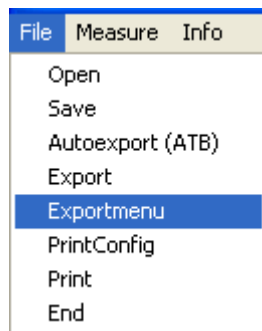 File Measure Info
Open
Save
Autoexport (ATB)
Export
Exportmenu
PrintConfig
Print
End